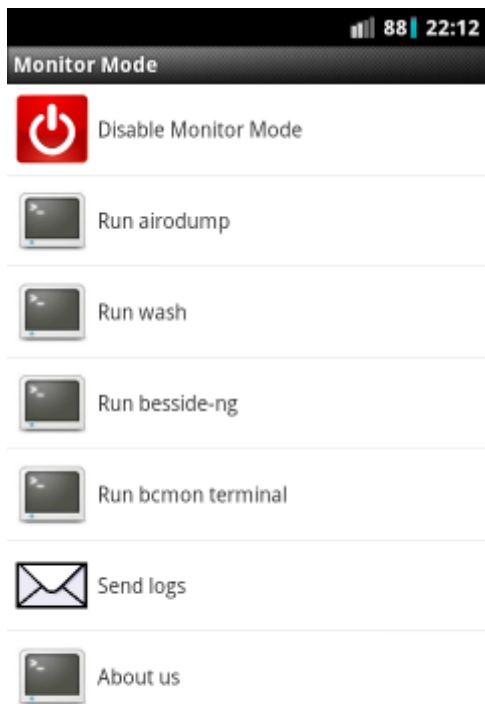 88 22:12
Monitor Mode
Disable Monitor Mode
Run airodump
Run wash
Run besside-ng
Run bcmon terminal
Send logs
About us